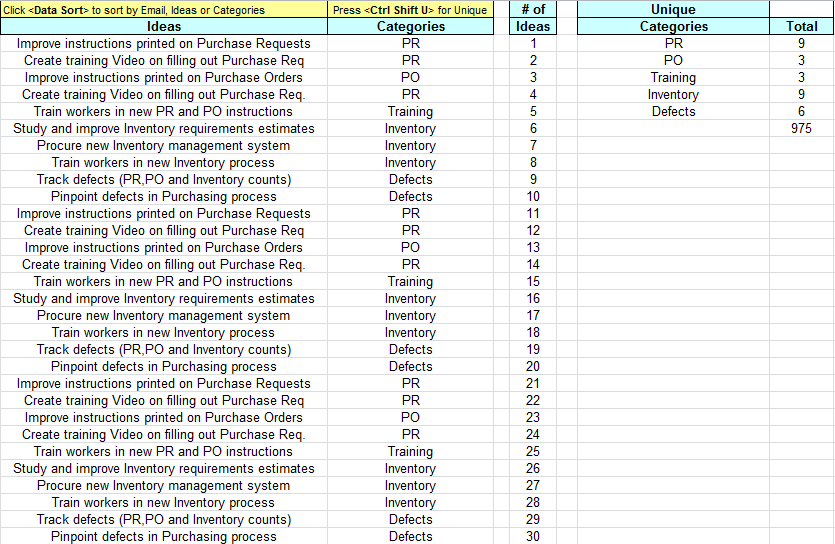 Click <Data Sort> to sort by Email, Ideas or Categories Press <Ctrl Shift U> for Unique # of Unique
Ideas Categories Ideas Categories Total
Improve instructions printed on Purchase Requests PR 1 PR 9
Create training Video on filling out Purchase Req PR 2 PO 3
Improve instructions printed on Purchase Orders PO 3 Training 3
Create training Video on filling out Purchase Req. PR 4 Inventory 9
Train workers in new PR and PO instructions Training 5 Defects 6
Study and improve Inventory requirements estimates Inventory 6 975
Procure new Inventory management system Inventory 7
Train workers in new Inventory process Inventory 8
Track defects (PR,PO and Inventory counts) Defects 9
Pinpoint defects in Purchasing process Defects 10
Improve instructions printed on Purchase Requests PR 11
Create training Video on filling out Purchase Req PR 12
Improve instructions printed on Purchase Orders PO 13
Create training Video on filling out Purchase Req. PR 14
Train workers in new PR and PO instructions Training 15
Study and improve Inventory requirements estimates Inventory 16
Procure new Inventory management system Inventory 17
Train workers in new Inventory process Inventory 18
Track defects (PR,PO and Inventory counts) Defects 19
Pinpoint defects in Purchasing process Defects 20
Improve instructions printed on Purchase Requests PR 21
Create training Video on filling out Purchase Req PR 22
Improve instructions printed on Purchase Orders PO 23
Create training Video on filling out Purchase Req. PR 24
Train workers in new PR and PO instructions Training 25
Study and improve Inventory requirements estimates Inventory 26
Procure new Inventory management system Inventory 27
Train workers in new Inventory process Inventory 28
Track defects (PR,PO and Inventory counts) Defects 29
Pinpoint defects in Purchasing process Defects 30